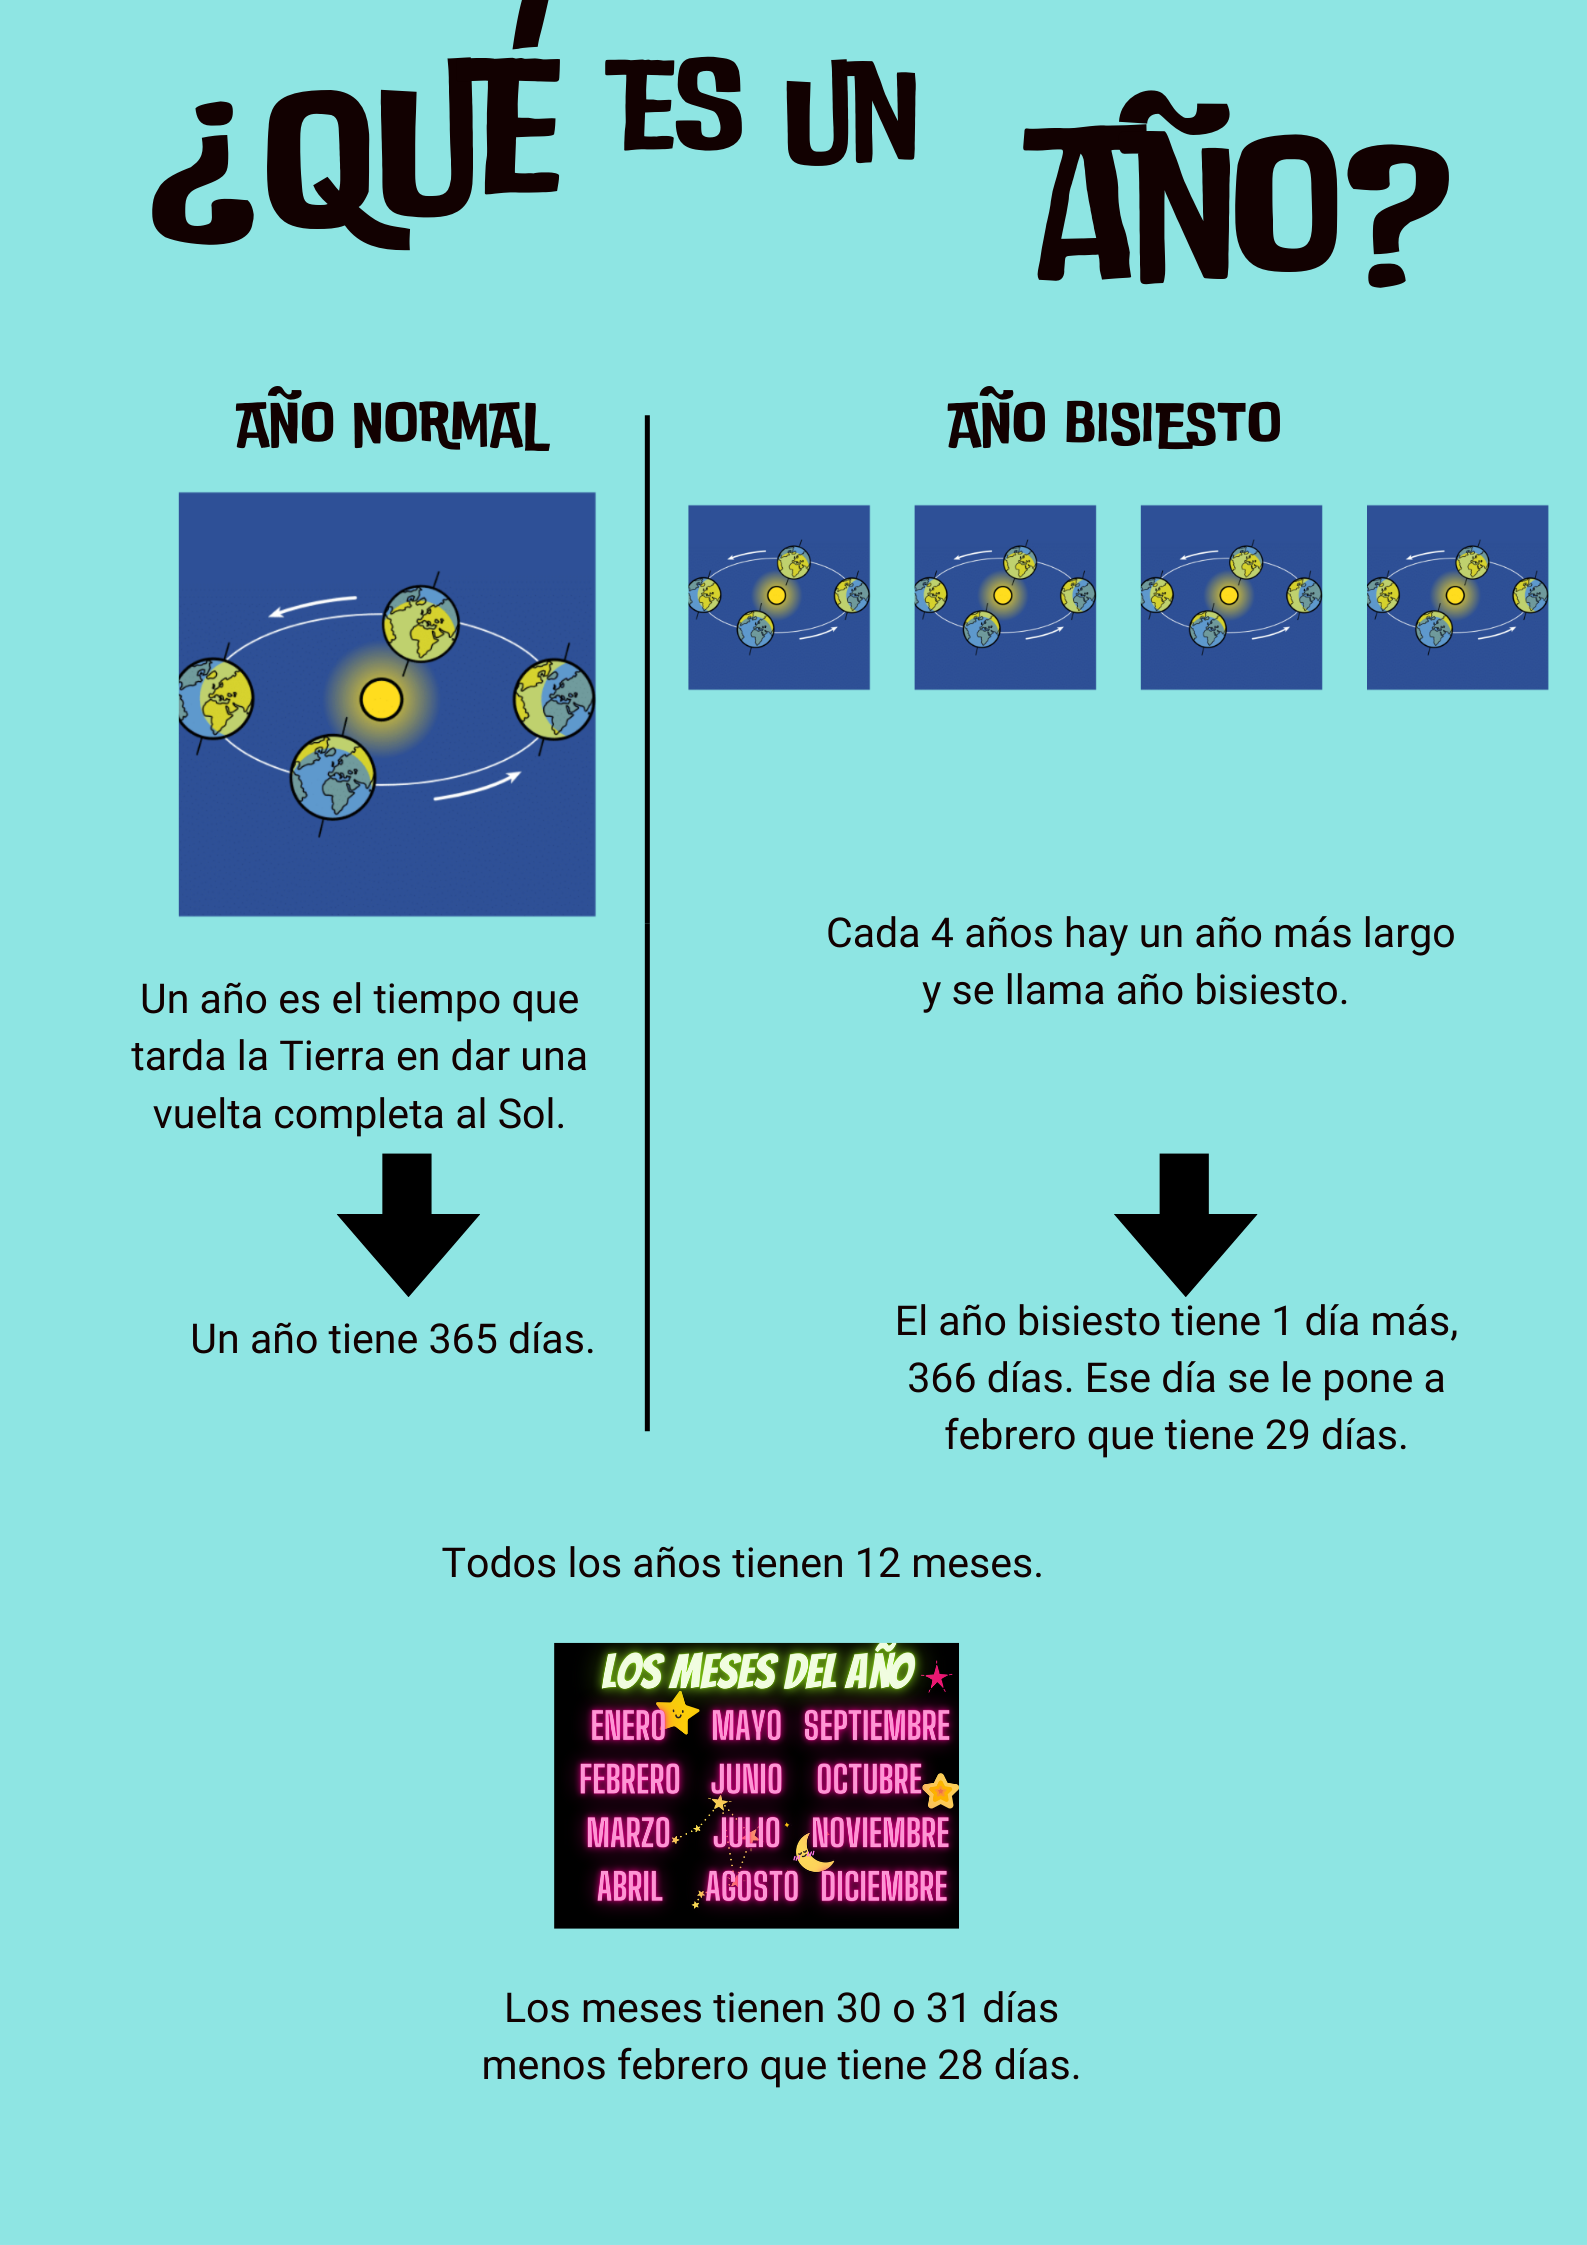 ¿QUÉ ES UN AÑO?
AÑO NORMAL
Un año es el tiempo que
tarda la Tierra en dar una
vuelta completa al Sol.
Un año tiene 365 días.
AÑO BISIESTO
Cada 4 años hay un año más largo
y se llama año bisiesto.
El año bisiesto tiene 1 día más,
366 días. Ese día se le pone a
febrero que tiene 29 días.
Todos los años tienen 12 meses.
LOS MESES DEL AÑO
ENERO MAYO SEPTIEMBRE
FEBRERO JUNIO OCTUBRE
MARZO JULIO NOVIEMBRE
ABRIL AGOSTO DICIEMBRE
Los meses tienen 30 o 31 días
menos febrero que tiene 28 días.